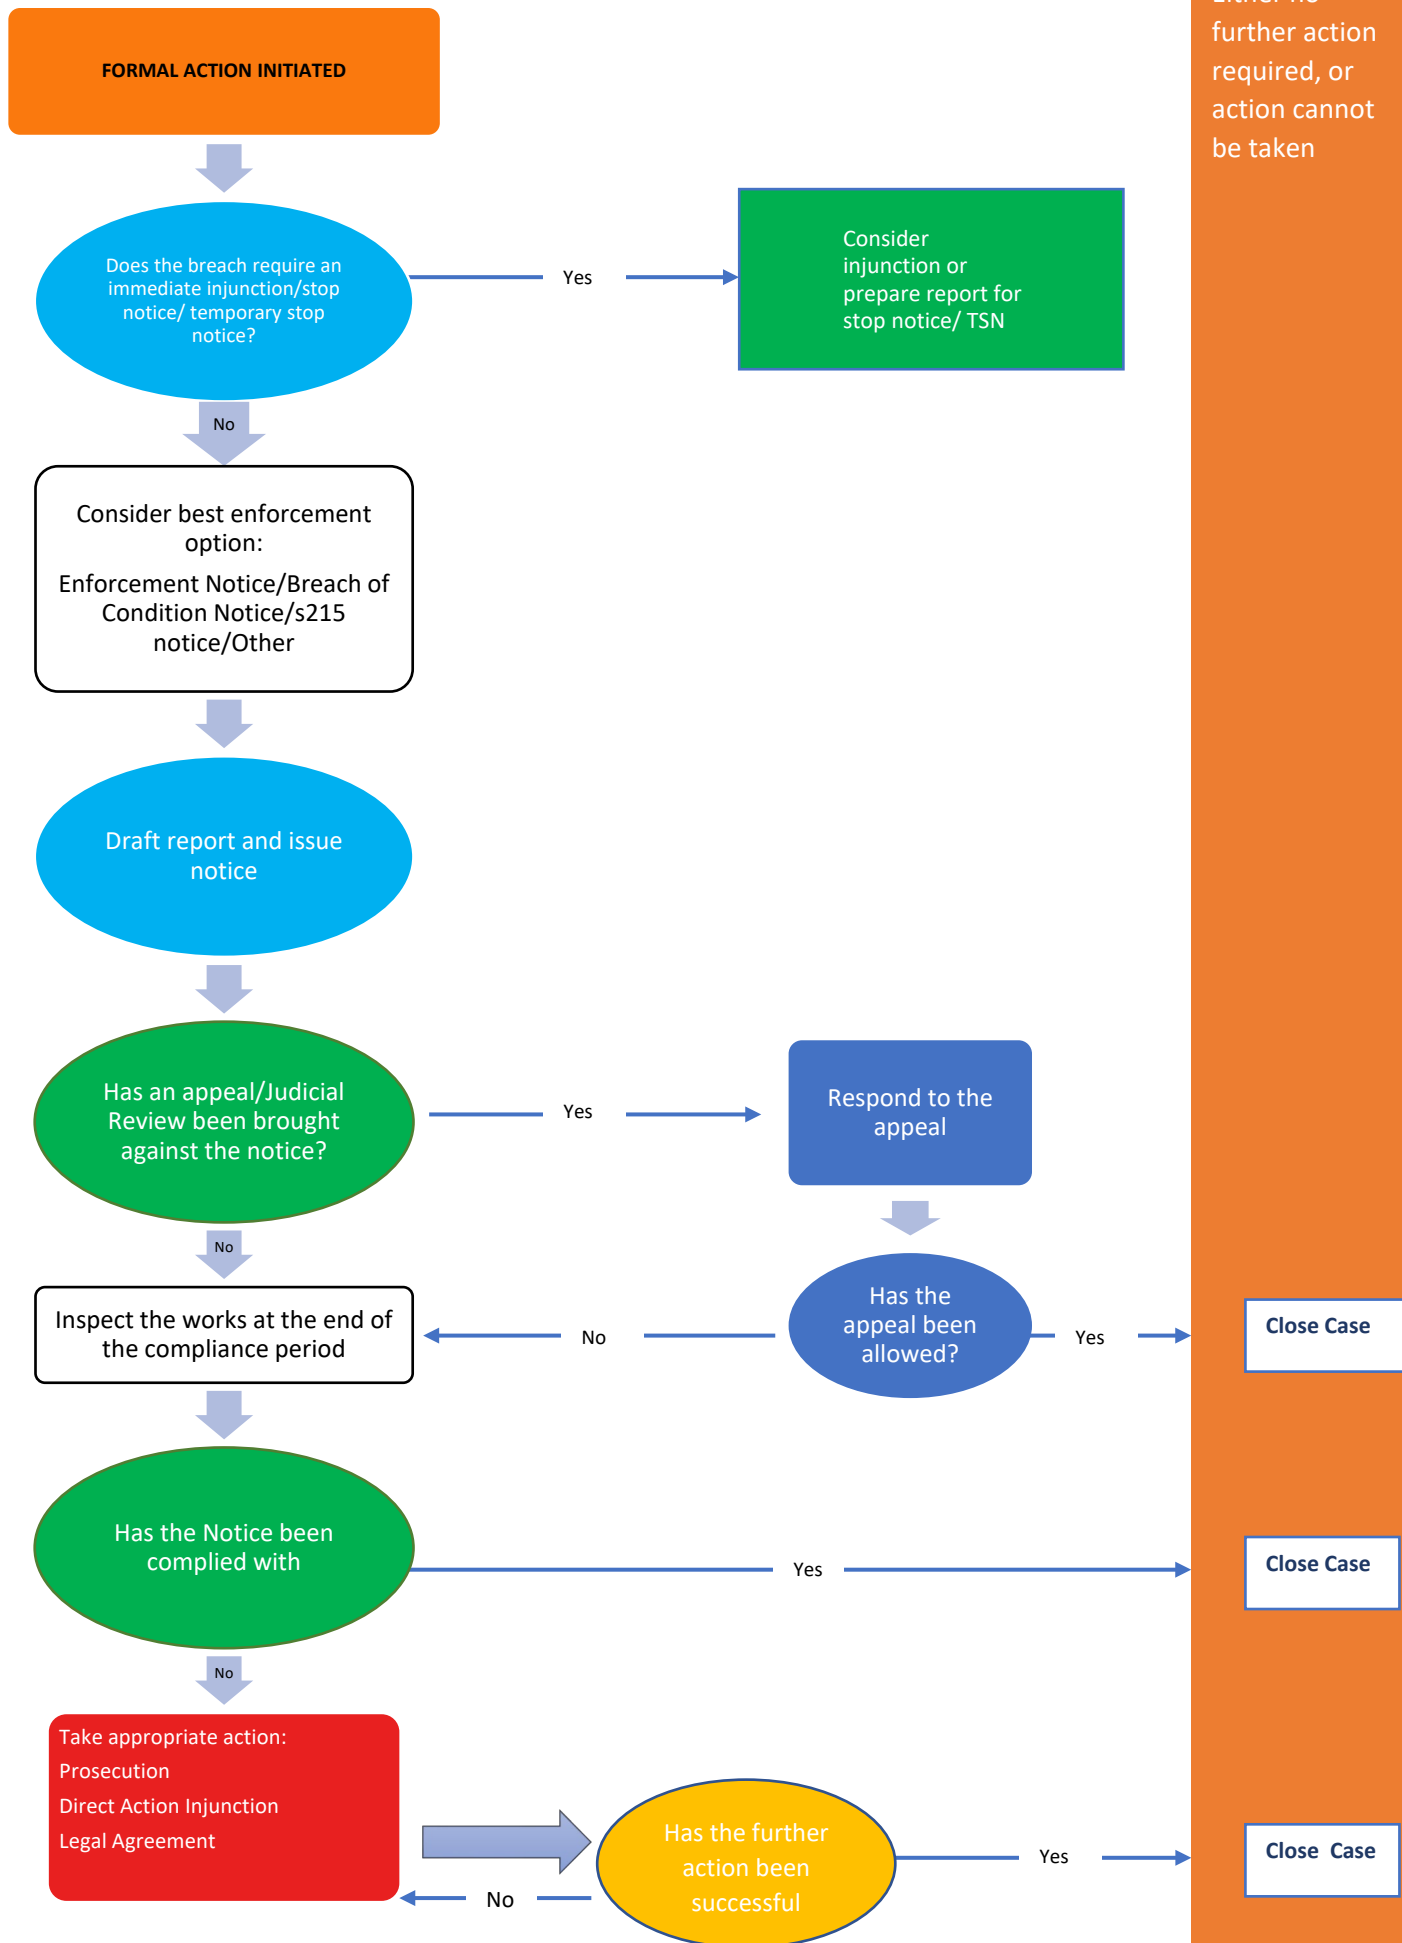 Either no
further action
required, or
action cannot
be taken
FORMAL ACTION INITIATED
Does the breach require an
immediate injunction/stop
notice/ temporary stop
notice?
Yes
Consider
injunction or
prepare report for
stop notice/ TSN
No
Consider best enforcement
option:
Enforcement Notice/Breach of
Condition Notice/s215
notice/Other
Draft report and issue
notice
Has an appeal/Judicial
Review been brought
against the notice?
Yes
Respond to the
appeal
No
Inspect the works at the end of
the compliance period
No
Has the
appeal been
allowed?
Yes
Close Case
Has the Notice been
complied with
Yes
Close Case
No
Take appropriate action:
Prosecution
Direct Action Injunction
Legal Agreement
Has the further
action been
successful
Yes
Close  Case
No